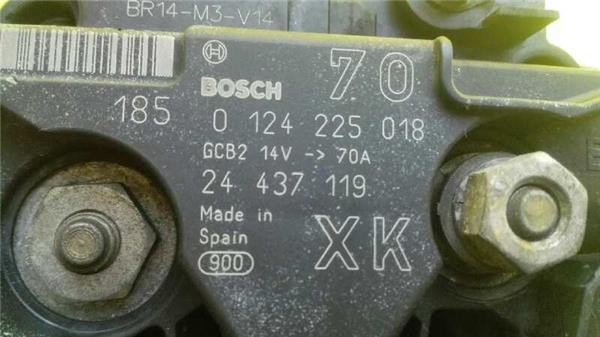 BR14-M3-V14
BOSCH 70
185 0 124 225 018
GCB2 14V -> 70A
24 437 119
Made in
Spain XK
900